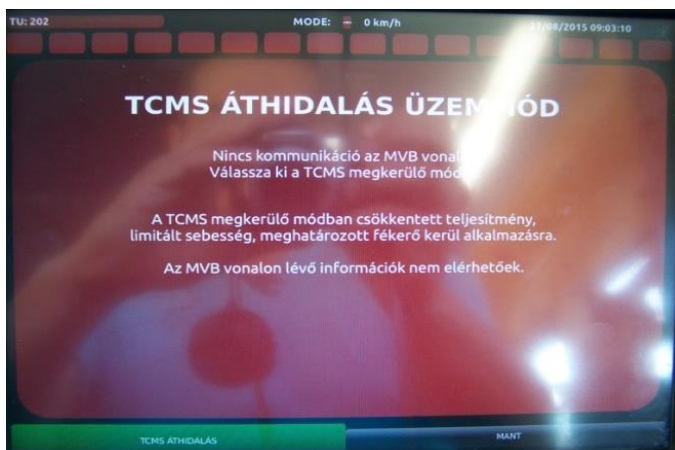 TU: 202
MODE: 0 km/h
/08/2015 09:03:10
TCMS ÁTHIDALÁS
Nincs kommunikáció az MVB
Válassza ki a TCMS megkerülő
A TCMS megkerülő módban csökkentett teljesítmény,
limitált sebesség, meghatározott fékerő kerül alkalmazásra.
Az MVB vonalon lévő információk nem elérhetőek.
TCMS ÁTHIDALÁS
MANT